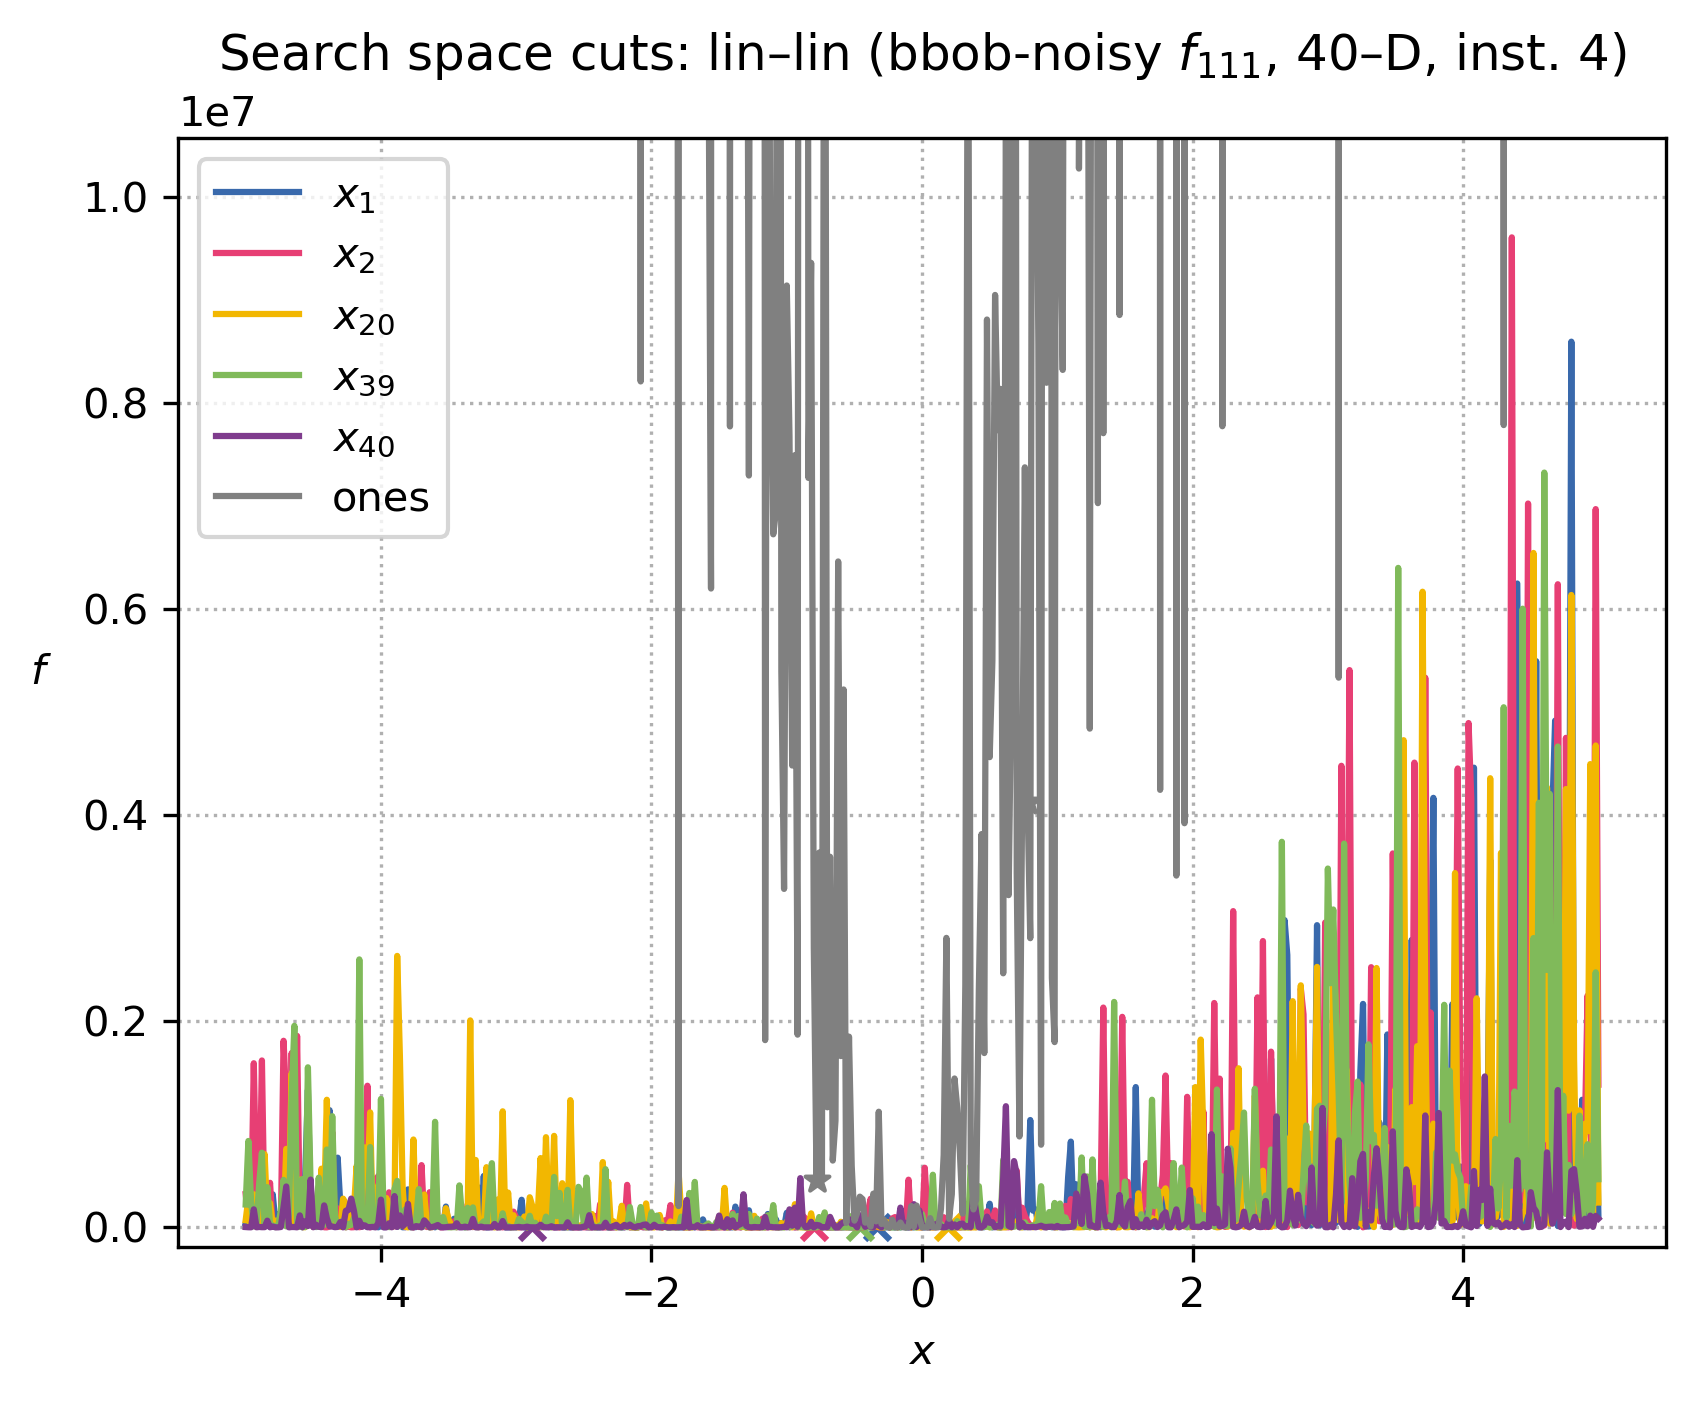 Search space cuts: lin–lin (bbob-noisy f₁₁₁, 40–D, inst. 4)
1e7
x₁
x₂
x₂₀
x₃₉
x₄₀
ones
1.0
0.8
0.6
0.4
0.2
0.0
f
−4
−2
0
2
4
x